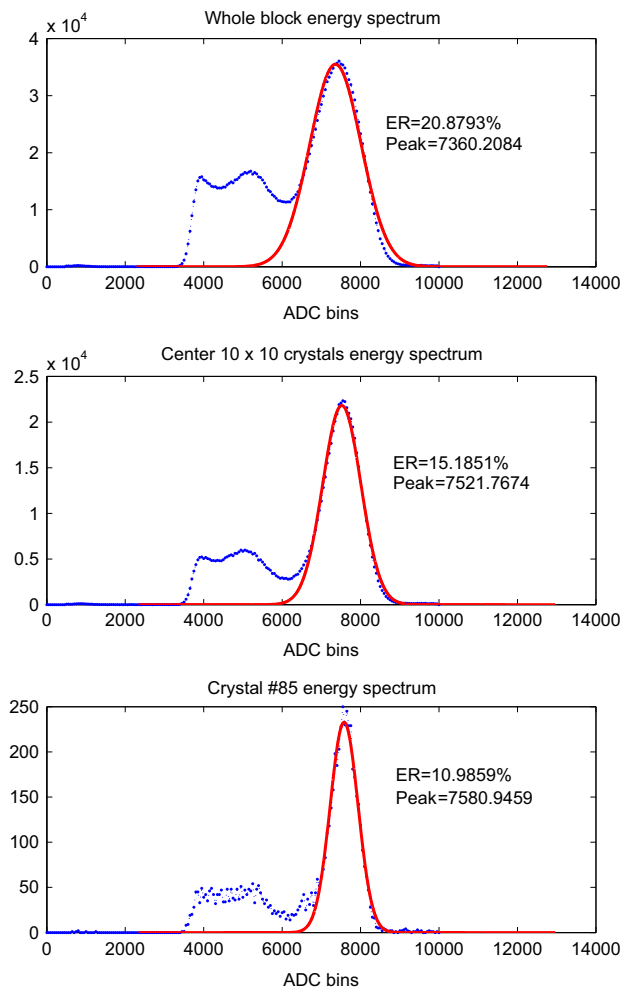 Whole block energy spectrum
x 10^4
4
3
2
1
0
ER=20.8793%
Peak=7360.2084
0 2000 4000 6000 8000 10000 12000 14000
ADC bins
Center 10 x 10 crystals energy spectrum
x 10^4
2.5
2
1.5
1
0.5
0
ER=15.1851%
Peak=7521.7674
0 2000 4000 6000 8000 10000 12000 14000
ADC bins
Crystal #85 energy spectrum
250
200
150
100
50
0
ER=10.9859%
Peak=7580.9459
0 2000 4000 6000 8000 10000 12000 14000
ADC bins